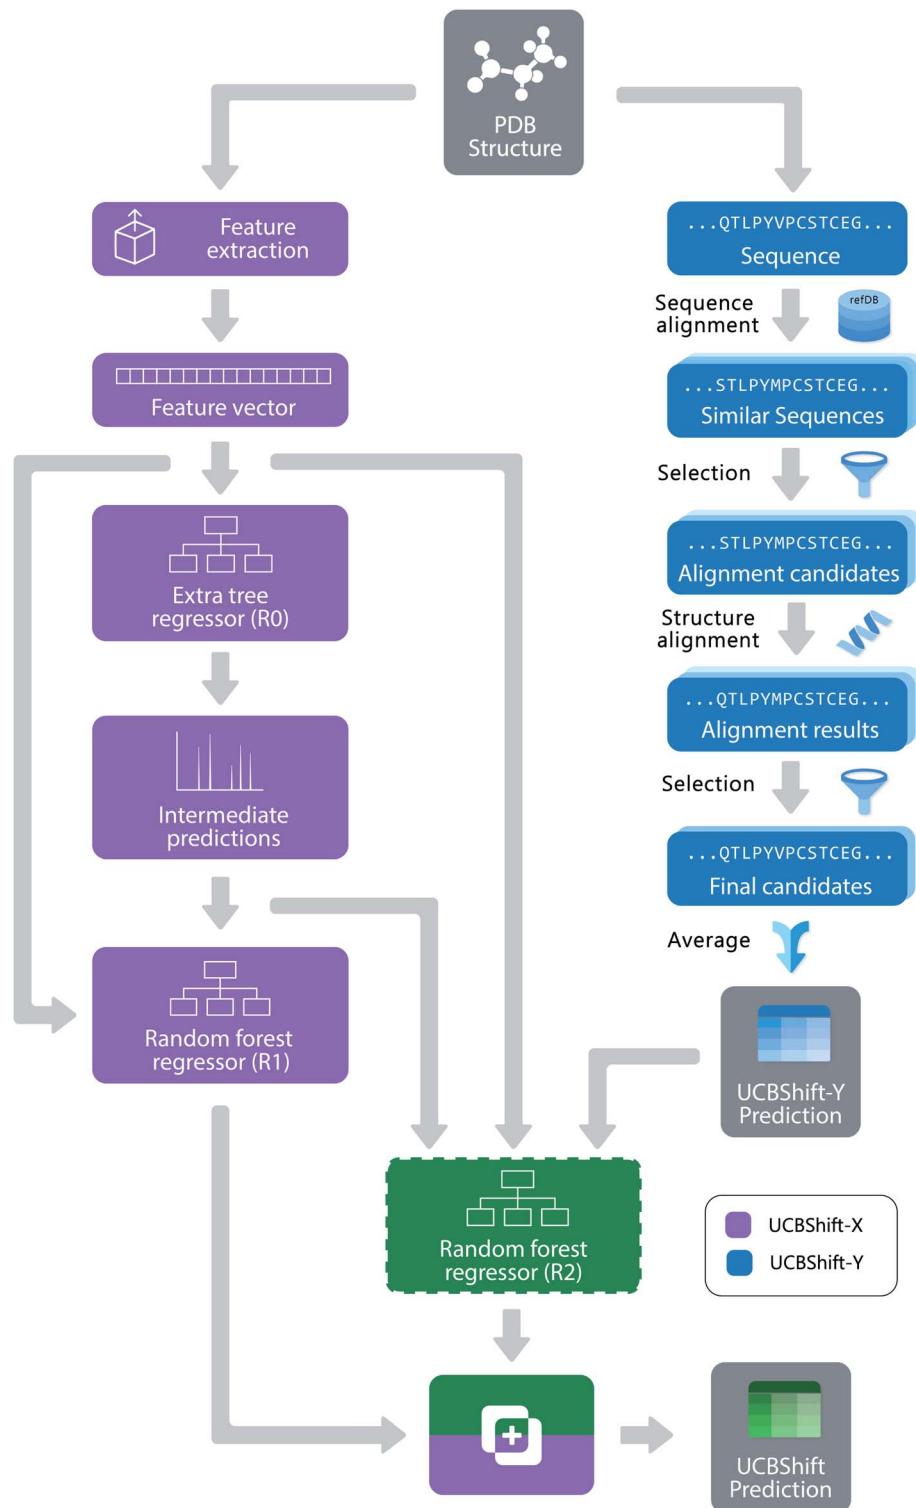 PDB
Structure
Feature
extraction
Feature vector
Extra tree
regressor (R0)
Intermediate
predictions
Random forest
regressor (R1)
...QTLPYVPCSTCEG...
Sequence
Sequence
alignment
refDB
...STLPYMPCSTCEG...
Similar Sequences
Selection
...STLPYMPCSTCEG...
Alignment candidates
Structure
alignment
...QTLPYMPCSTCEG...
Alignment results
Selection
...QTLPYVPCSTCEG...
Final candidates
Average
UCBShift-Y
Prediction
Random forest
regressor (R2)
UCBShift-X
UCBShift-Y
UCBShift
Prediction